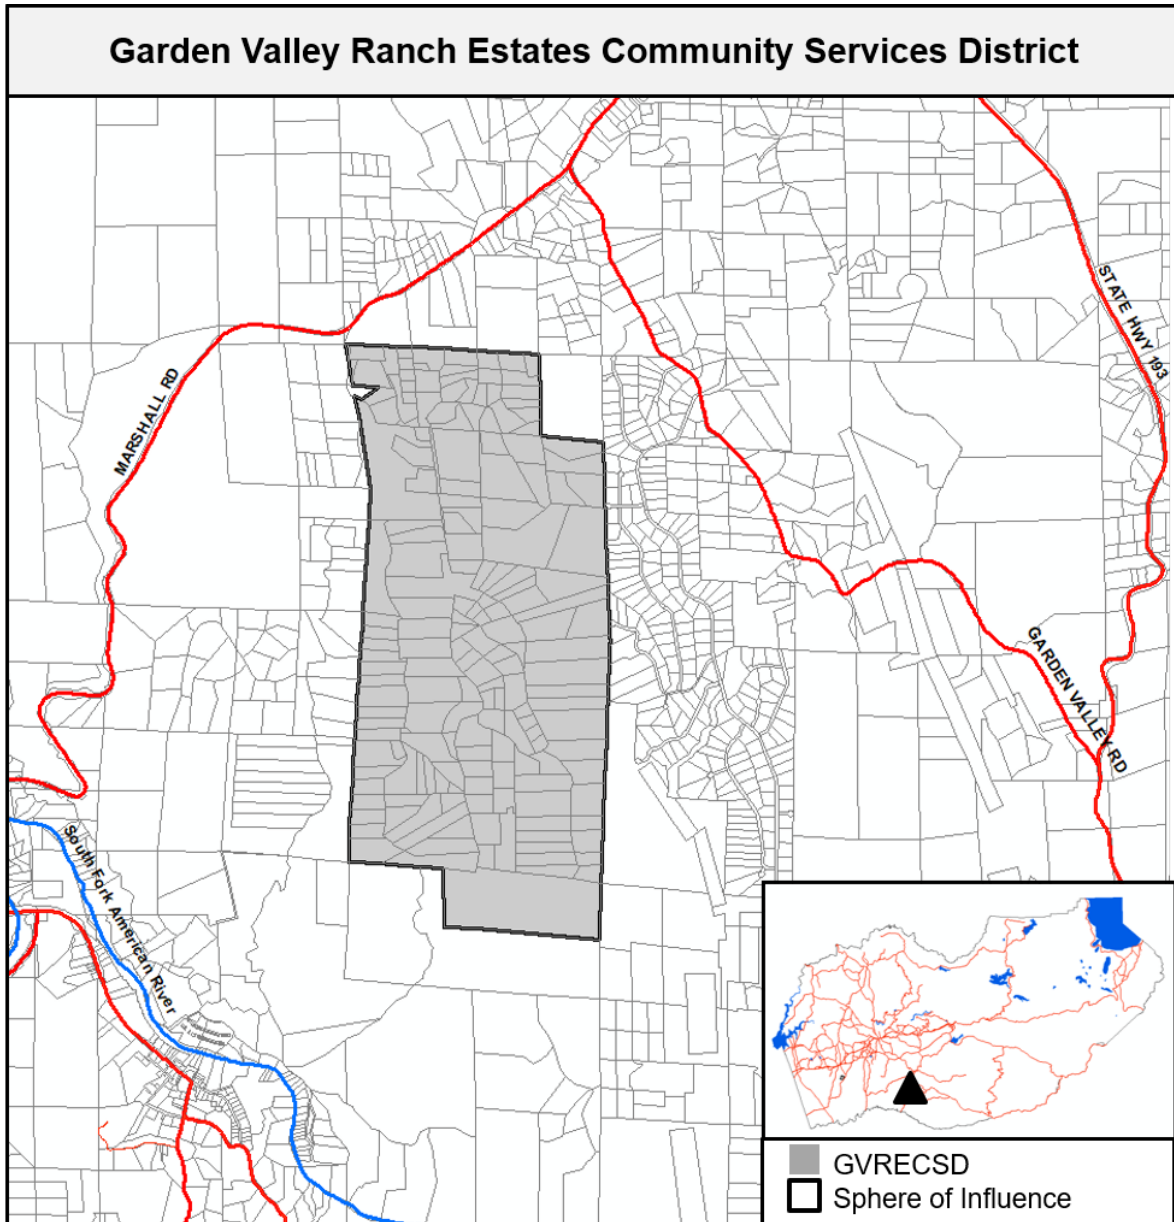 Garden Valley Ranch Estates Community Services District
STATE HWY 193
MARSHALL RD
GARDEN VALLEY RD
South Fork American River
GVRECSD
Sphere of Influence